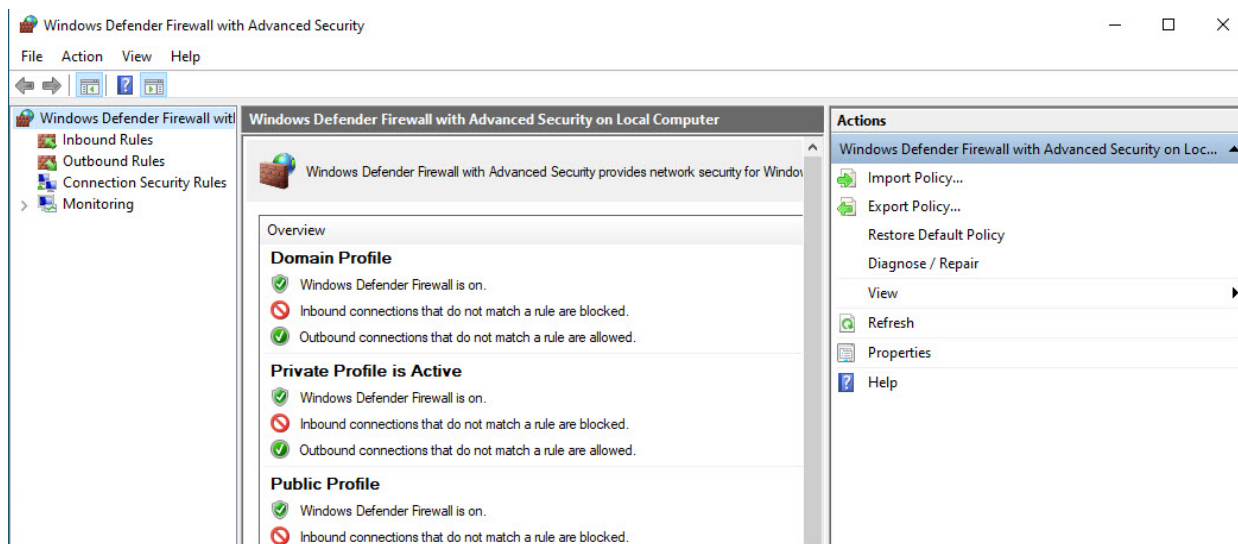 Windows Defender Firewall with Advanced Security
File Action View Help
Windows Defender Firewall with
Inbound Rules
Outbound Rules
Connection Security Rules
Monitoring
Windows Defender Firewall with Advanced Security on Local Computer
Windows Defender Firewall with Advanced Security provides network security for Window
Overview
Domain Profile
Windows Defender Firewall is on.
Inbound connections that do not match a rule are blocked.
Outbound connections that do not match a rule are allowed.
Private Profile is Active
Windows Defender Firewall is on.
Inbound connections that do not match a rule are blocked.
Outbound connections that do not match a rule are allowed.
Public Profile
Windows Defender Firewall is on.
Inbound connections that do not match a rule are blocked.
Actions
Windows Defender Firewall with Advanced Security on Loc...
Import Policy...
Export Policy...
Restore Default Policy
Diagnose / Repair
View
Refresh
Properties
Help